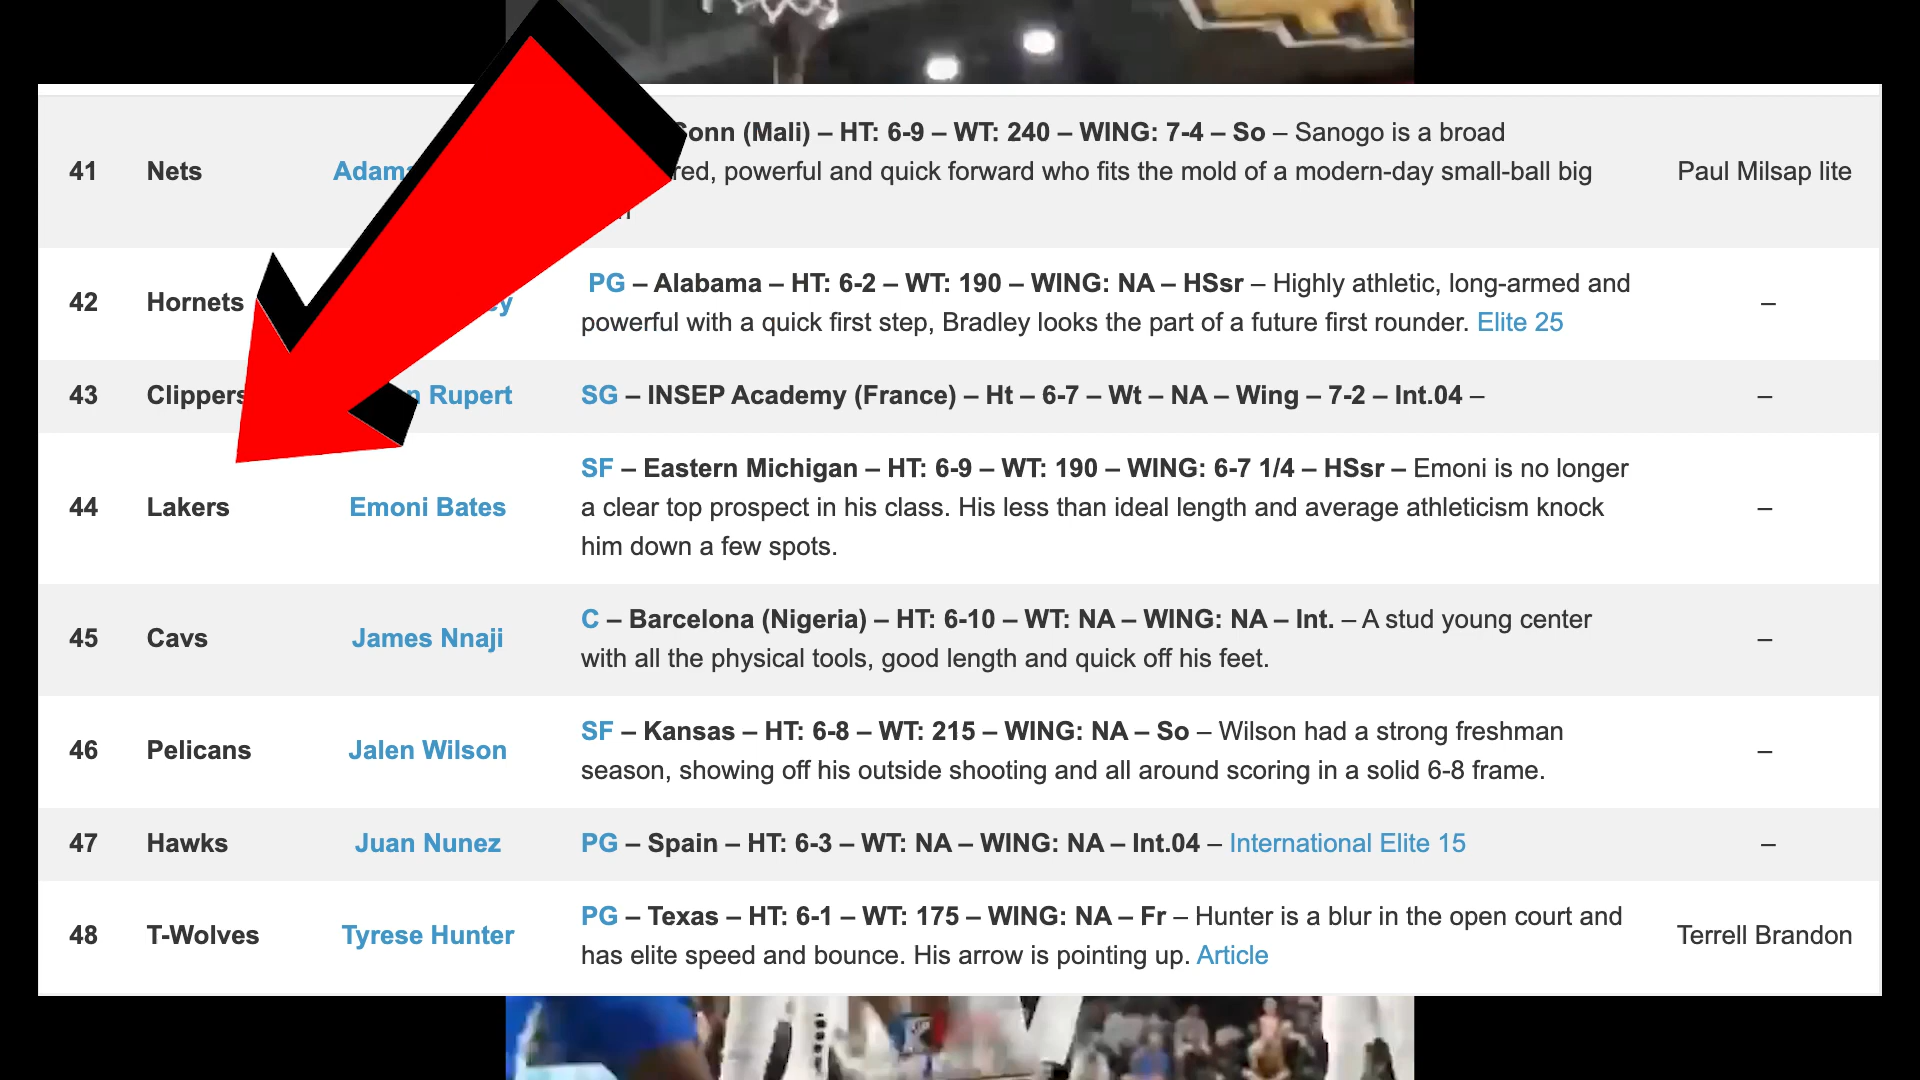 41 Nets Adama Sonn (Mali) – HT: 6-9 – WT: 240 – WING: 7-4 – So – Sanogo is a broad
red, powerful and quick forward who fits the mold of a modern-day small-ball big
Paul Milsap lite
42 Hornets PG – Alabama – HT: 6-2 – WT: 190 – WING: NA – HSsr – Highly athletic, long-armed and
powerful with a quick first step, Bradley looks the part of a future first rounder. Elite 25
–
43 Clippers Rupert SG – INSEP Academy (France) – Ht – 6-7 – Wt – NA – Wing – 7-2 – Int.04 – –
44 Lakers Emoni Bates SF – Eastern Michigan – HT: 6-9 – WT: 190 – WING: 6-7 1/4 – HSsr – Emoni is no longer
a clear top prospect in his class. His less than ideal length and average athleticism knock
him down a few spots.
–
45 Cavs James Nnaji C – Barcelona (Nigeria) – HT: 6-10 – WT: NA – WING: NA – Int. – A stud young center
with all the physical tools, good length and quick off his feet.
–
46 Pelicans Jalen Wilson SF – Kansas – HT: 6-8 – WT: 215 – WING: NA – So – Wilson had a strong freshman
season, showing off his outside shooting and all around scoring in a solid 6-8 frame.
–
47 Hawks Juan Nunez PG – Spain – HT: 6-3 – WT: NA – WING: NA – Int.04 – International Elite 15 –
48 T-Wolves Tyrese Hunter PG – Texas – HT: 6-1 – WT: 175 – WING: NA – Fr – Hunter is a blur in the open court and
has elite speed and bounce. His arrow is pointing up. Article
Terrell Brandon